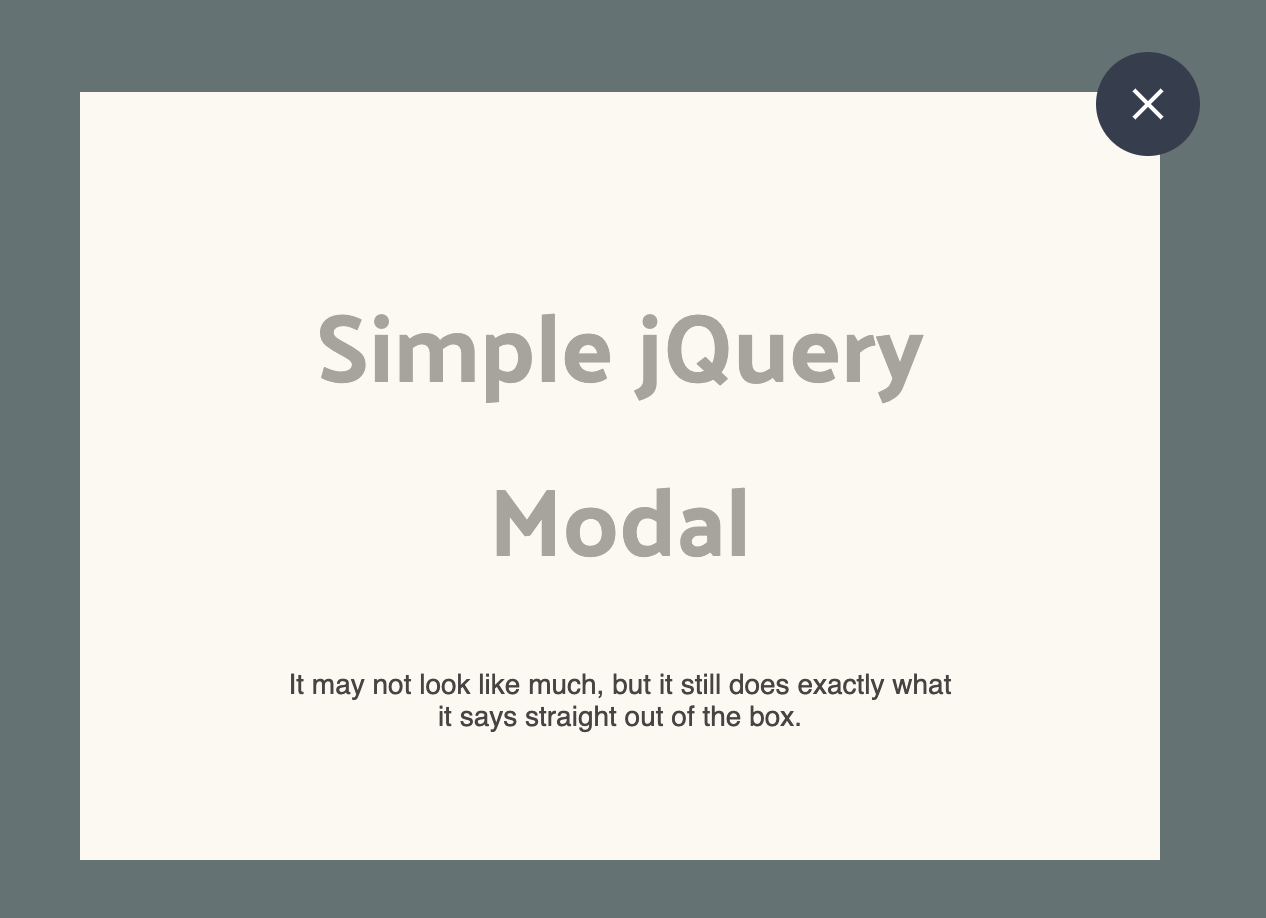 Simple jQuery
Modal
It may not look like much, but it still does exactly what
it says straight out of the box.